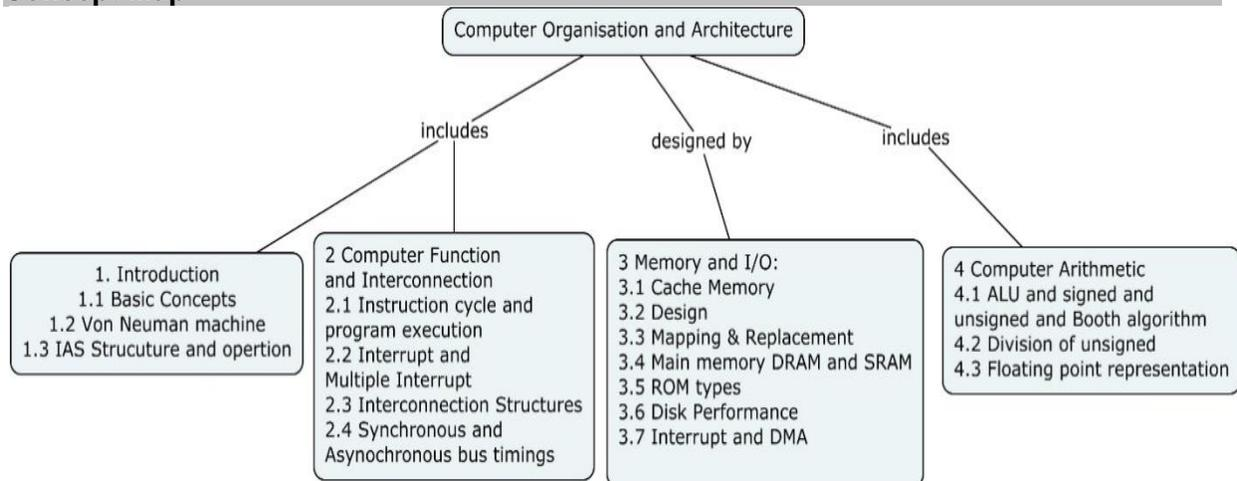 Computer Organisation and Architecture
includes
designed by
includes
1. Introduction
1.1 Basic Concepts
1.2 Von Neuman machine
1.3 IAS Strucuture and opertion
2 Computer Function
and Interconnection
2.1 Instruction cycle and
program execution
2.2 Interrupt and
Multiple Interrupt
2.3 Interconnection Structures
2.4 Synchronous and
Asynochronous bus timings
3 Memory and I/O:
3.1 Cache Memory
3.2 Design
3.3 Mapping & Replacement
3.4 Main memory DRAM and SRAM
3.5 ROM types
3.6 Disk Performance
3.7 Interrupt and DMA
4 Computer Arithmetic
4.1 ALU and signed and
unsigned and Booth algorithm
4.2 Division of unsigned
4.3 Floating point representation